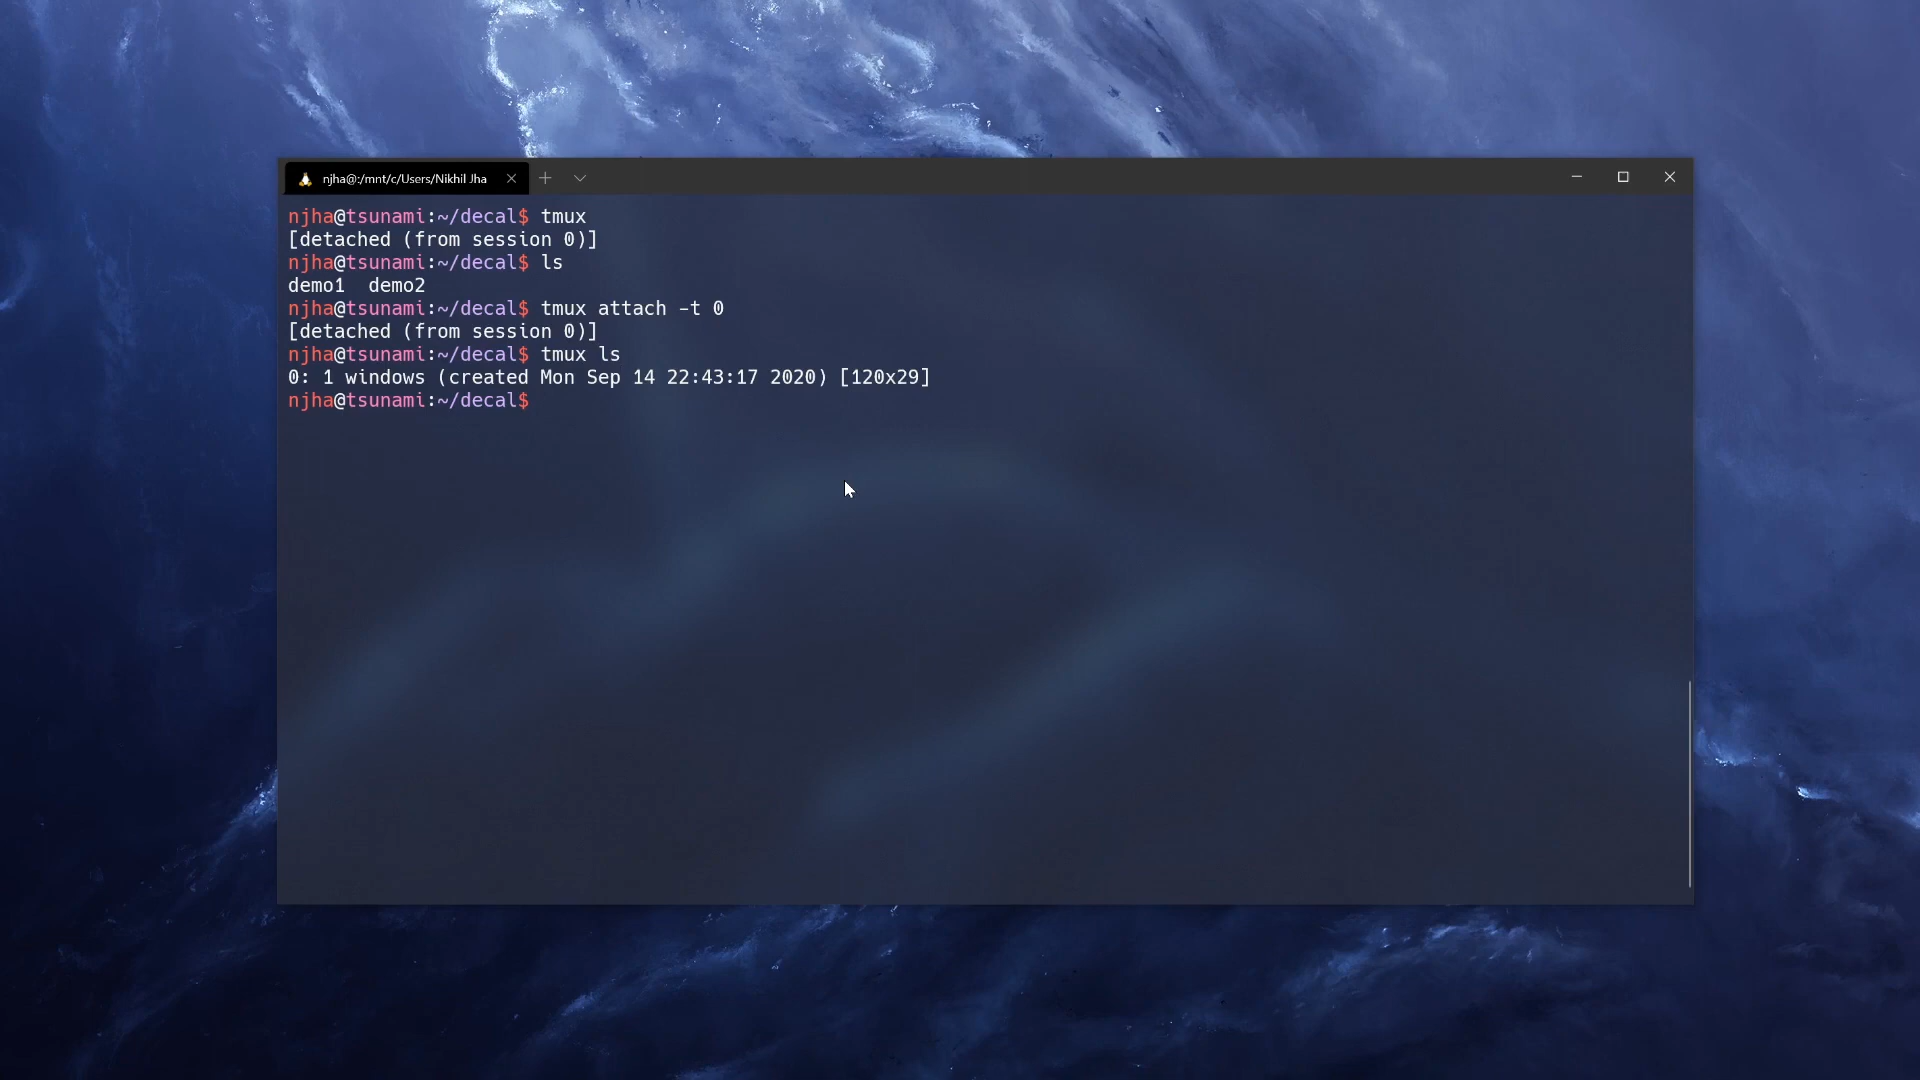 njha@:/mnt/c/Users/Nikhil Jha
njha@tsunami:~/decal$ tmux
[detached (from session 0)]
njha@tsunami:~/decal$ ls
demo1  demo2
njha@tsunami:~/decal$ tmux attach -t 0
[detached (from session 0)]
njha@tsunami:~/decal$ tmux ls
0: 1 windows (created Mon Sep 14 22:43:17 2020) [120x29]
njha@tsunami:~/decal$